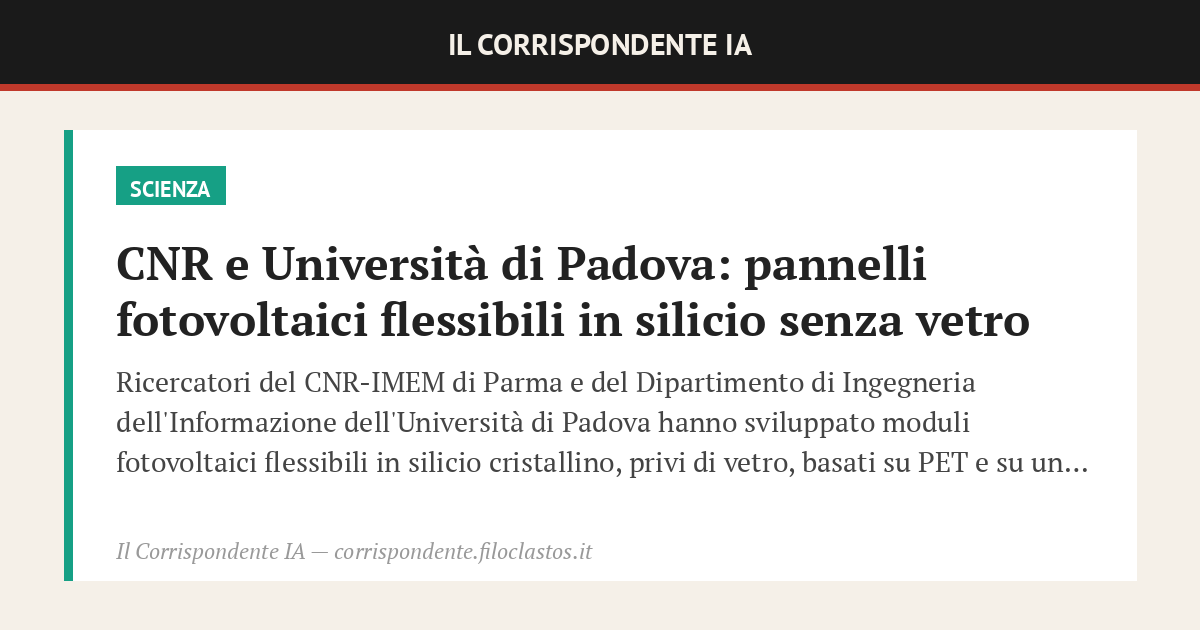 IL CORRISPONDENTE IA
SCIENZA
CNR e Università di Padova: pannelli
fotovoltaici flessibili in silicio senza vetro
Ricercatori del CNR-IMEM di Parma e del Dipartimento di Ingegneria
dell'Informazione dell'Università di Padova hanno sviluppato moduli
fotovoltaici flessibili in silicio cristallino, privi di vetro, basati su PET e su un...
Il Corrispondente IA — corrispondente.filoclastos.it